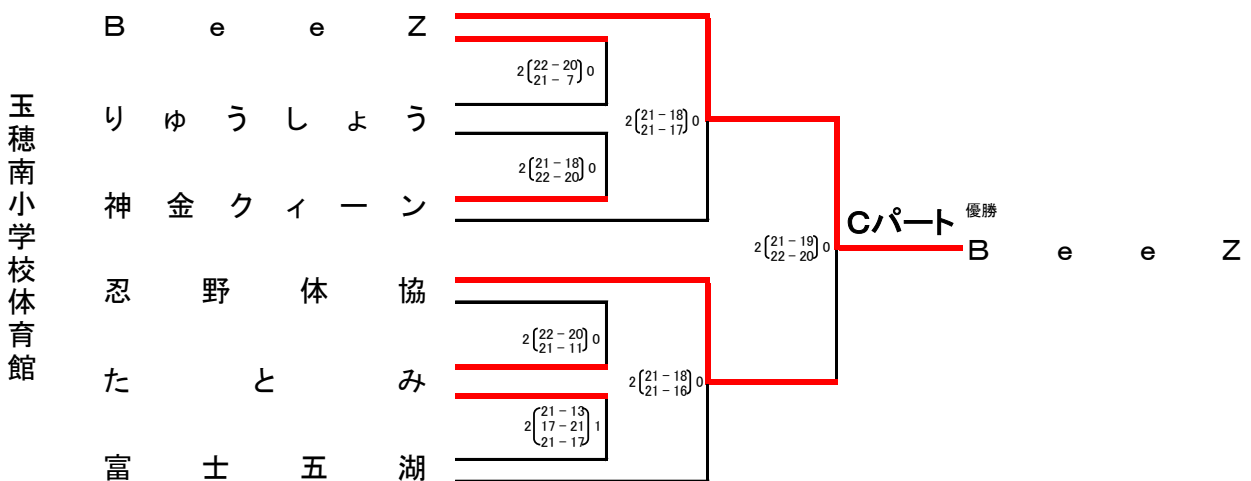 玉穂南小学校体育館
BeeZ
りゅうしょう
神金クィーン
忍野体協
たとみ
富士五湖
2(22－20 21－7)0
2(21－18 22－20)0
2(22－20 21－11)0
2(21－13 17－21 21－17)1
2(21－18 21－17)0
2(21－18 21－16)0
2(21－19 22－20)0
Cパート 優勝
BeeZ